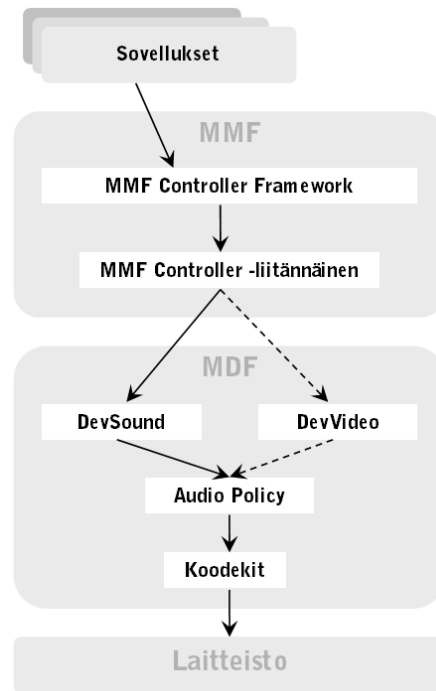 Sovellukset
MMF
MMF Controller Framework
MMF Controller -liitännäinen
MDF
DevSound
DevVideo
Audio Policy
Koodekit
Laitteisto